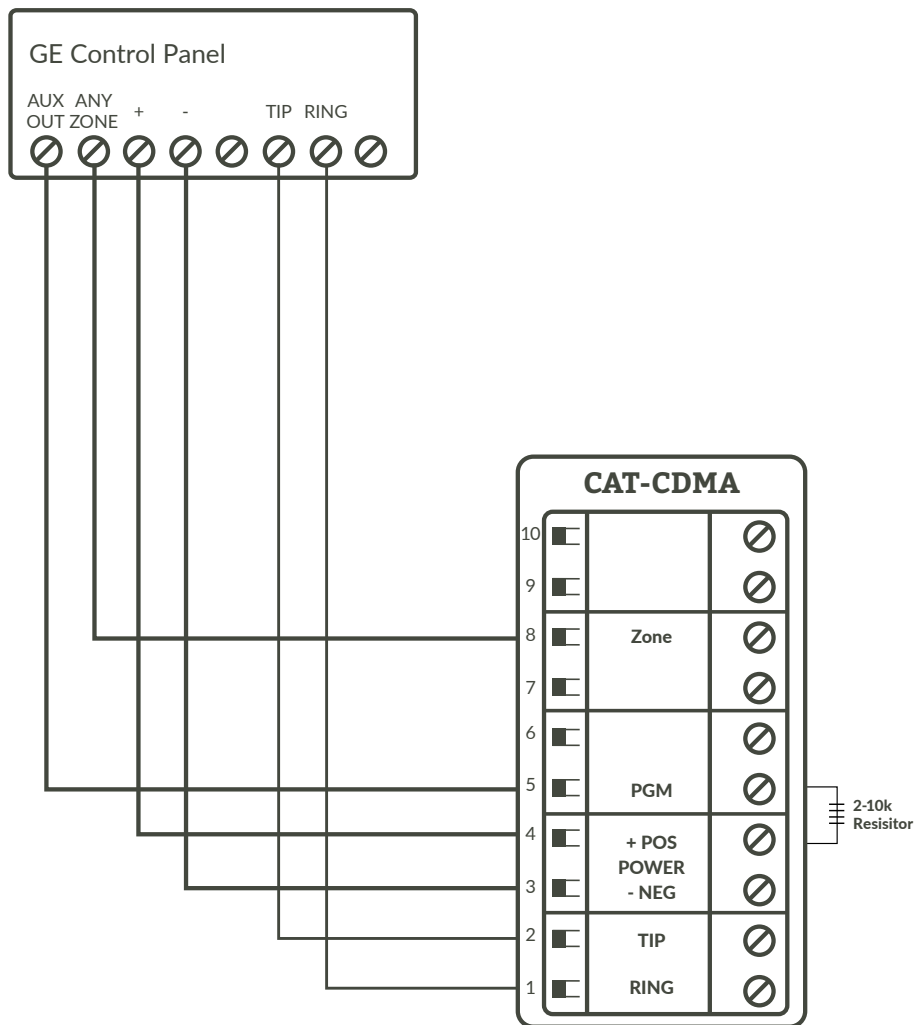 GE Control Panel
AUX ANY
OUT ZONE + - TIP RING
CAT-CDMA
10
9
8 Zone
7
6
5 PGM
2-10k
Resisitor
4 + POS
POWER
3 - NEG
2 TIP
1 RING